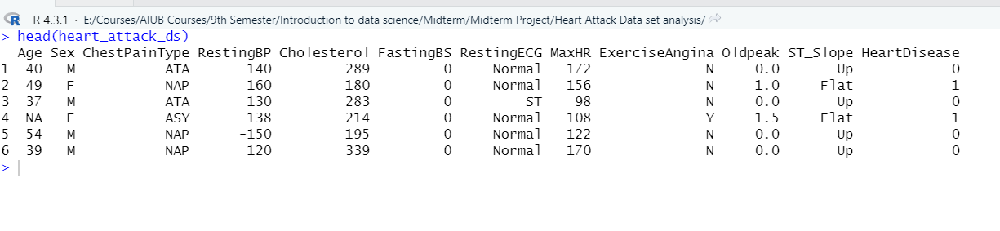 R 4.3.1 · E:/Courses/AIUB Courses/9th Semester/Introduction to data science/Midterm/Midterm Project/Heart Attack Data set analysis/
> head(heart_attack_ds)
  Age Sex ChestPainType RestingBP Cholesterol FastingBS RestingECG MaxHR ExerciseAngina Oldpeak ST_Slope HeartDisease
1  40   M           ATA       140         289         0     Normal   172              N     0.0       Up            0
2  49   F           NAP       160         180         0     Normal   156              N     1.0     Flat            1
3  37   M           ATA       130         283         0         ST    98              N     0.0       Up            0
4  NA   F           ASY       138         214         0     Normal   108              Y     1.5     Flat            1
5  54   M           NAP      -150         195         0     Normal   122              N     0.0       Up            0
6  39   M           NAP       120         339         0     Normal   170              N     0.0       Up            0
>